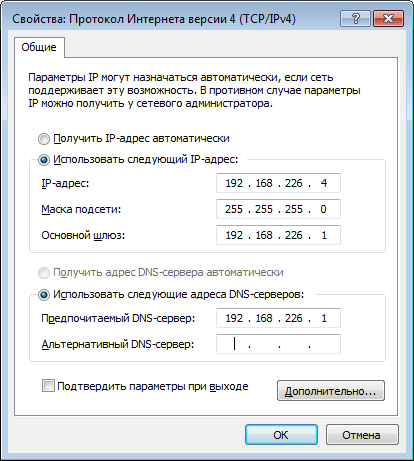 Свойства: Протокол Интернета версии 4 (TCP/IPv4)
Общие
Параметры IP могут назначаться автоматически, если сеть
поддерживает эту возможность. В противном случае параметры
IP можно получить у сетевого администратора.
Получить IP-адрес автоматически
Использовать следующий IP-адрес:
IP-адрес: 192 . 168 . 226 . 4
Маска подсети: 255 . 255 . 255 . 0
Основной шлюз: 192 . 168 . 226 . 1
Получить адрес DNS-сервера автоматически
Использовать следующие адреса DNS-серверов:
Предпочитаемый DNS-сервер: 192 . 168 . 226 . 1
Альтернативный DNS-сервер: . . .
Подтвердить параметры при выходе
Дополнительно...
ОК Отмена